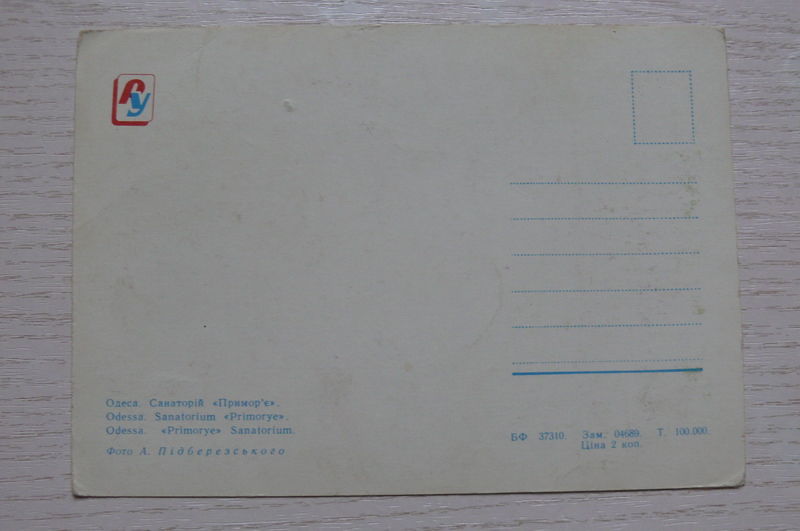 РУ
Одеса. Санаторій «Примор'є».
Odessa. Sanatorium «Primorye».
Odessa. «Primorye» Sanatorium.
Фото А. Підберезського
БФ 37310. Зам. 04689. Т. 100.000.
Ціна 2 коп.